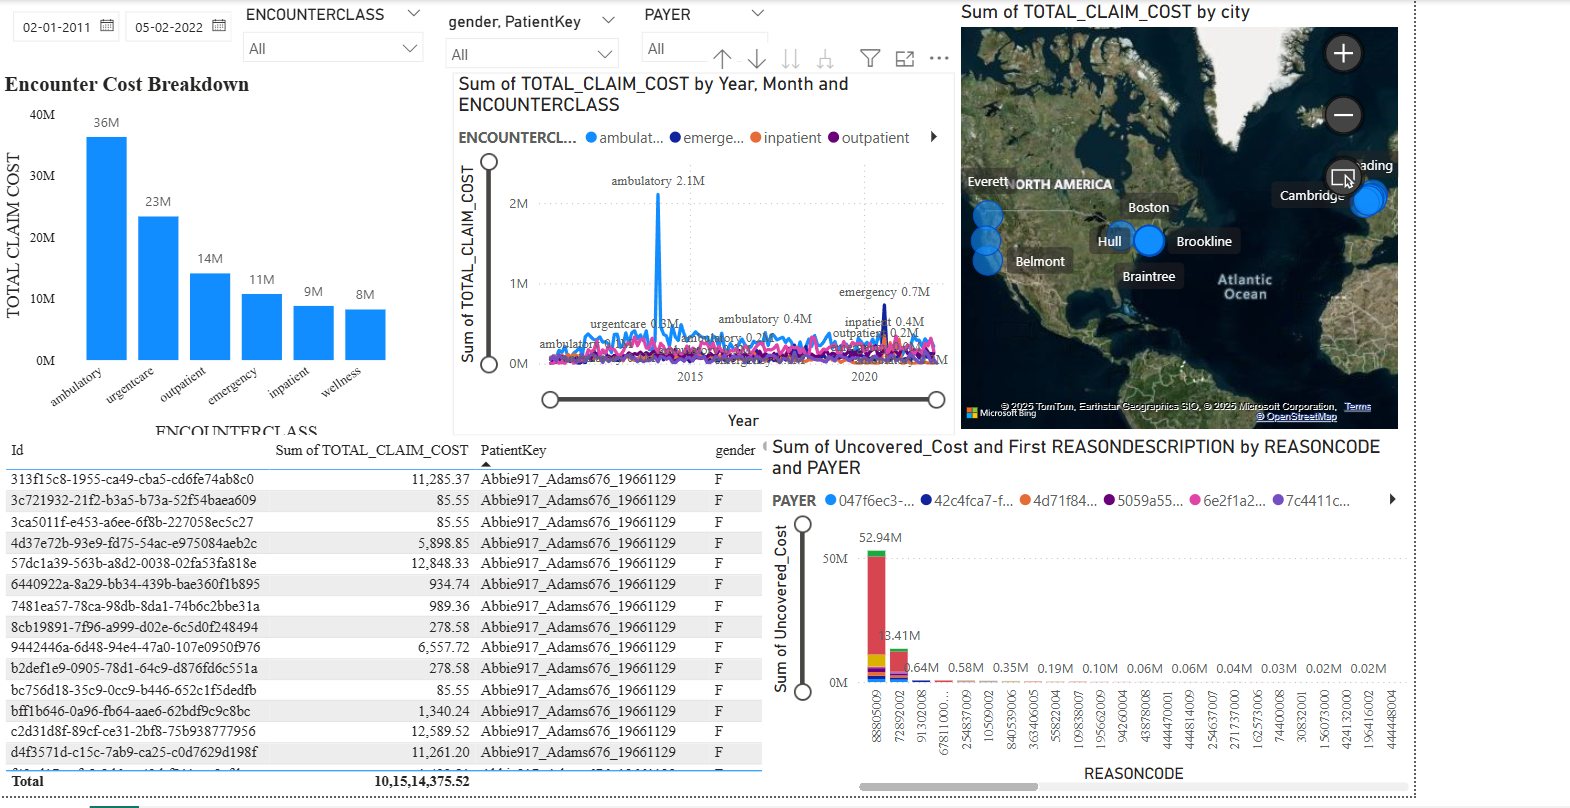 02-01-2011
05-02-2022
ENCOUNTERCLASS
All
gender, PatientKey
All
PAYER
All
Encounter Cost Breakdown
TOTAL CLAIM COST
40M
30M
20M
10M
0M
36M
23M
14M
11M
9M
8M
ambulatory
urgentcare
outpatient
emergency
inpatient
wellness
ENCOUNTERCLASS
Sum of TOTAL_CLAIM_COST by Year, Month and
ENCOUNTERCLASS
ENCOUNTERCL... ambulat... emerge... inpatient outpatient
Sum of TOTAL_CLAIM_COST
2M
1M
0M
ambulatory 2.1M
emergency 0.7M
urgentcare 0.3M
ambulatory 0.4M
inpatient 0.4M
outpatient 0.2M
ambulatory 0.2M
2015
2020
Year
Sum of TOTAL_CLAIM_COST by city
Everett
NORTH AMERICA
ading
Cambridge
Boston
Hull
Brookline
Belmont
Braintree
Atlantic
Ocean
Microsoft Bing
© 2025 TomTom, Earthstar Geographics SIO, © 2025 Microsoft Corporation, Terms
© OpenStreetMap
Id Sum of TOTAL_CLAIM_COST PatientKey gender
313f15c8-1955-ca49-cba5-cd6fe74ab8c0 11,285.37 Abbie917_Adams676_19661129 F
3c721932-21f2-b3a5-b73a-52f54baea609 85.55 Abbie917_Adams676_19661129 F
3ca5011f-e453-a6ee-6f8b-227058ec5c27 85.55 Abbie917_Adams676_19661129 F
4d37e72b-93e9-fd75-54ac-e975084aeb2c 5,898.85 Abbie917_Adams676_19661129 F
57dc1a39-563b-a8d2-0038-02fa53fa818e 12,848.33 Abbie917_Adams676_19661129 F
6440922a-8a29-bb34-439b-bae360f1b895 934.74 Abbie917_Adams676_19661129 F
7481ea57-78ca-98db-8da1-74b6c2bbe31a 989.36 Abbie917_Adams676_19661129 F
8cb19891-7f96-a999-d02e-6c5d0f248494 278.58 Abbie917_Adams676_19661129 F
9442446a-6d48-94e4-47a0-107e0950f976 6,557.72 Abbie917_Adams676_19661129 F
b2def1e9-0905-78d1-64c9-d876fd6c551a 278.58 Abbie917_Adams676_19661129 F
bc756d18-35c9-0cc9-b446-652c1f5dedfb 85.55 Abbie917_Adams676_19661129 F
bff1b646-0a96-fb64-aae6-62bdf9c9c8bc 1,340.24 Abbie917_Adams676_19661129 F
c2d31d8f-89cf-ce31-2bf8-75b938777956 12,589.52 Abbie917_Adams676_19661129 F
d4f3571d-c15c-7ab9-ca25-c0d7629d198f 11,261.20 Abbie917_Adams676_19661129 F
Total 10,15,14,375.52
Sum of Uncovered_Cost and First REASONDESCRIPTION by REASONCODE
and PAYER
PAYER 047f6ec3-... 42c4fca7-f... 4d71f84... 5059a55... 6e2f1a2... 7c4411c...
Sum of Uncovered_Cost
50M
0M
52.94M
13.41M
0.64M 0.58M 0.35M 0.19M 0.10M 0.06M 0.06M 0.04M 0.03M 0.02M 0.02M
88805009
72892002
91302008
67811000...
254837009
10509002
840539006
363406005
55822004
109838007
195662009
94260004
43878008
444470001
444814009
254637007
271737000
162573006
74400008
30832001
156073000
424132000
196416002
444448004
REASONCODE